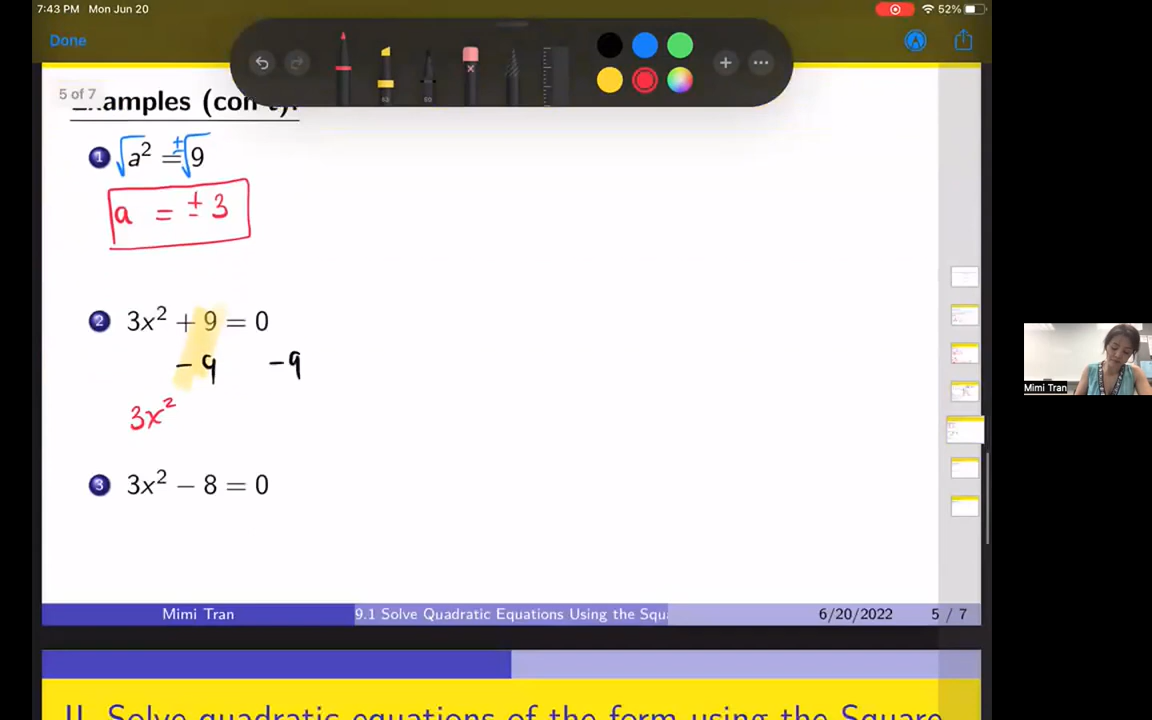 7:43 PM Mon Jun 20
52%
Done
5 of 7
Examples (con't):
1 √a² = ±√9
a = ±3
2 3x² + 9 = 0
-9 -9
3x²
3 3x² − 8 = 0
Mimi Tran
Mimi Tran 9.1 Solve Quadratic Equations Using the Squ 6/20/2022 5 / 7
II. Solve quadratic equations of the form using the Square